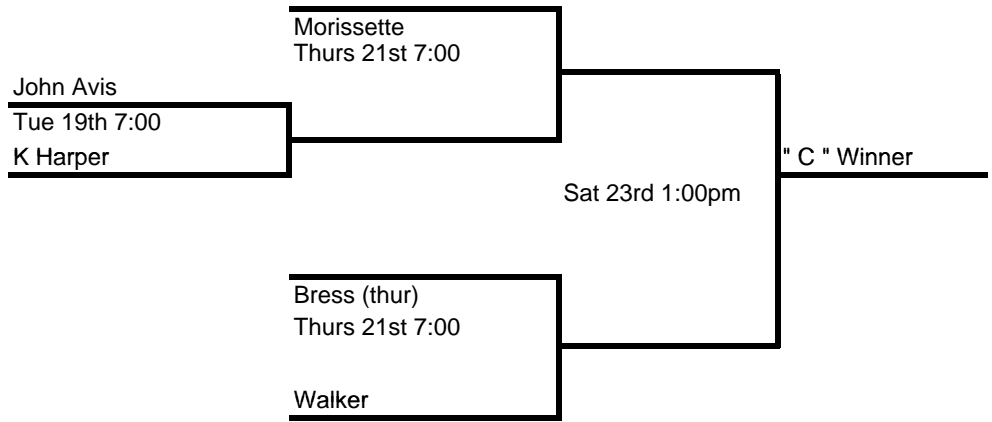 Morissette
Thurs 21st 7:00
John Avis
Tue 19th 7:00
K Harper
" C " Winner
Sat 23rd 1:00pm
Bress (thur)
Thurs 21st 7:00
Walker